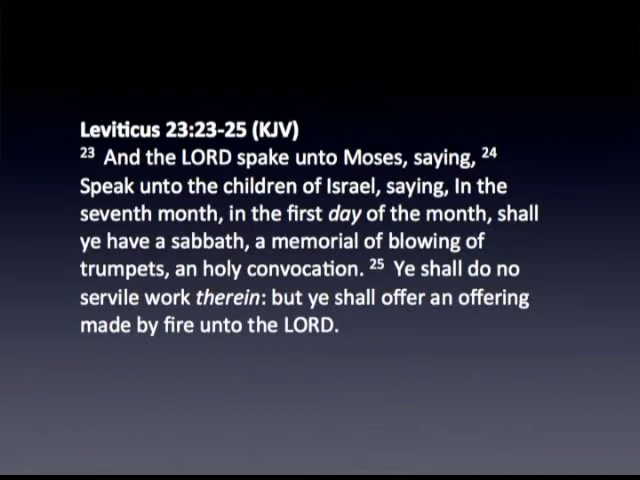 Leviticus 23:23-25 (KJV)
23 And the LORD spake unto Moses, saying, 24
Speak unto the children of Israel, saying, In the
seventh month, in the first day of the month, shall
ye have a sabbath, a memorial of blowing of
trumpets, an holy convocation. 25 Ye shall do no
servile work therein: but ye shall offer an offering
made by fire unto the LORD.